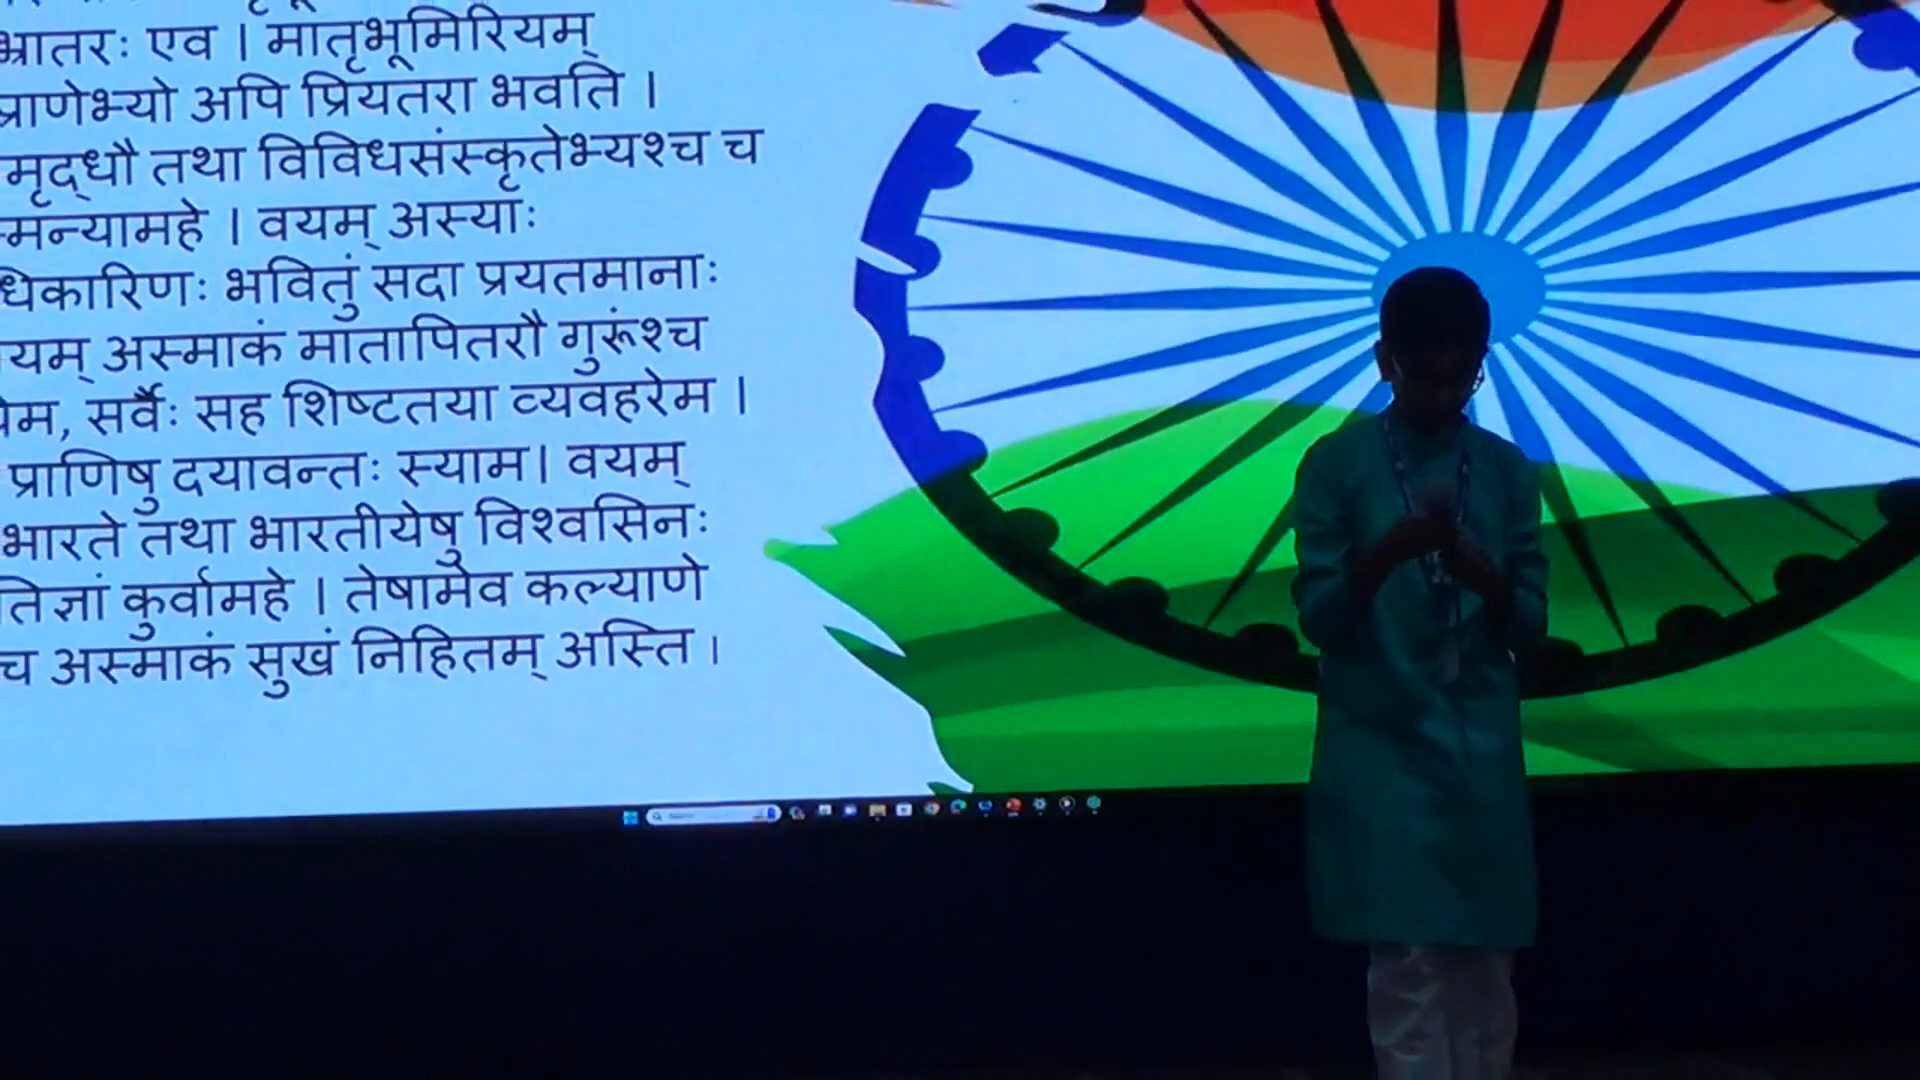 भ्रातरः एव । मातृभूमिरियम्
प्राणेभ्यो अपि प्रियतरा भवति ।
मृद्धौ तथा विविधसंस्कृतेभ्यश्च च
मन्यामहे । वयम् अस्याः
धिकारिणः भवितुं सदा प्रयतमानाः
यम् अस्माकं मातापितरौ गुरूंश्च
येम, सर्वैः सह शिष्टतया व्यवहरेम ।
प्राणिषु दयावन्तः स्याम। वयम्
भारते तथा भारतीयेषु विश्वसिनः
तिज्ञां कुर्वामहे । तेषामेव कल्याणे
च अस्माकं सुखं निहितम् अस्ति ।